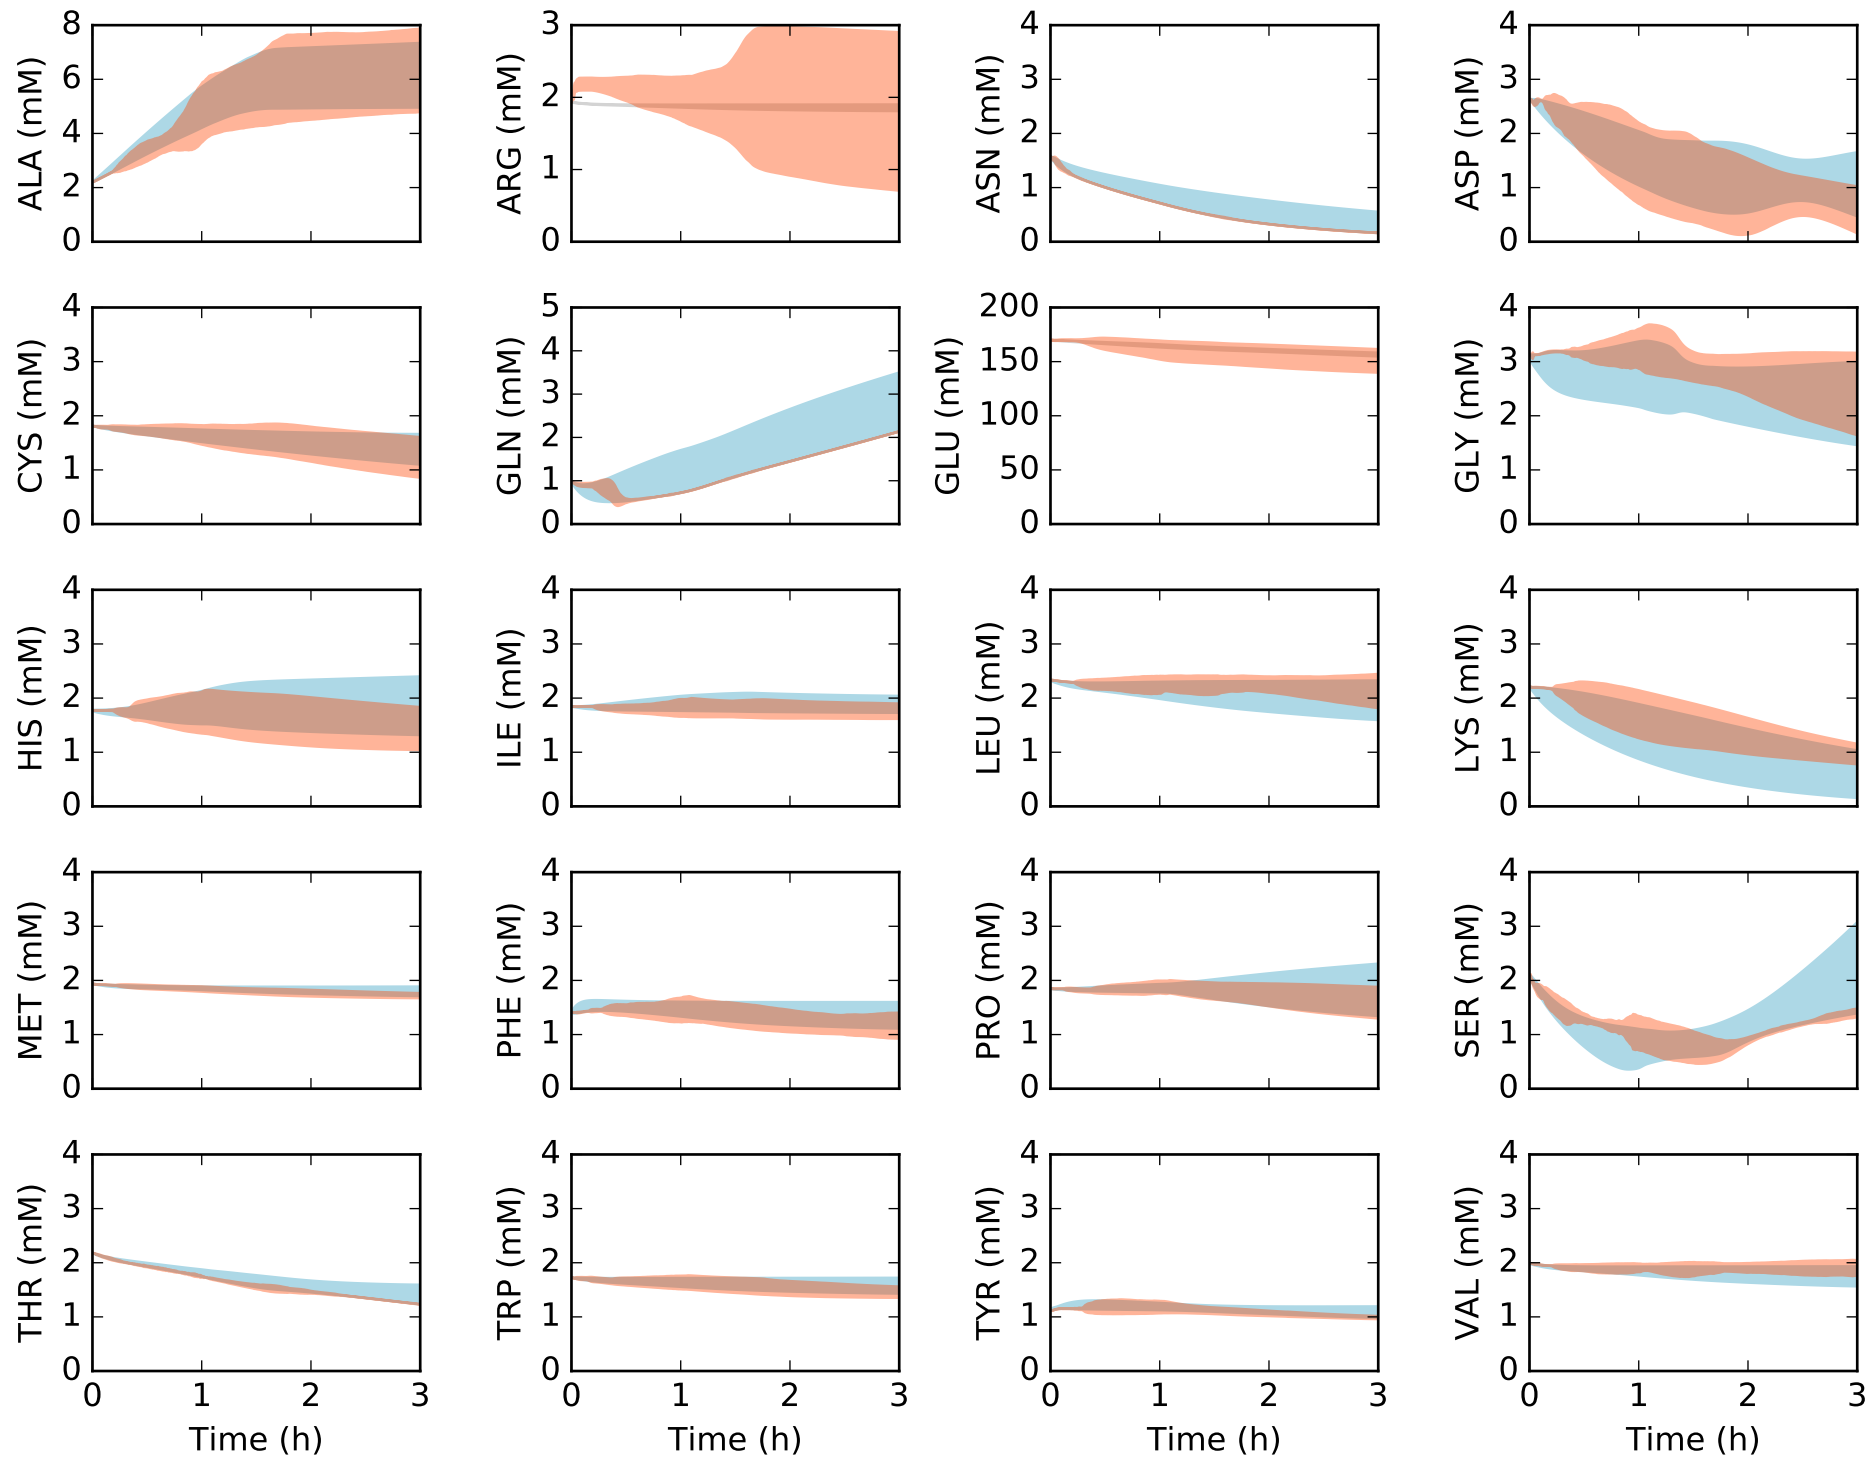 ALA (mM) 8 6 4 2 0
ARG (mM) 3 2 1 0
ASN (mM) 4 3 2 1 0
ASP (mM) 4 3 2 1 0
CYS (mM) 4 3 2 1 0
GLN (mM) 5 4 3 2 1 0
GLU (mM) 200 150 100 50 0
GLY (mM) 4 3 2 1 0
HIS (mM) 4 3 2 1 0
ILE (mM) 4 3 2 1 0
LEU (mM) 4 3 2 1 0
LYS (mM) 4 3 2 1 0
MET (mM) 4 3 2 1 0
PHE (mM) 4 3 2 1 0
PRO (mM) 4 3 2 1 0
SER (mM) 4 3 2 1 0
THR (mM) 4 3 2 1 0
TRP (mM) 4 3 2 1 0
TYR (mM) 4 3 2 1 0
VAL (mM) 4 3 2 1 0
0 1 2 3 0 1 2 3 0 1 2 3 0 1 2 3
Time (h) Time (h) Time (h) Time (h)